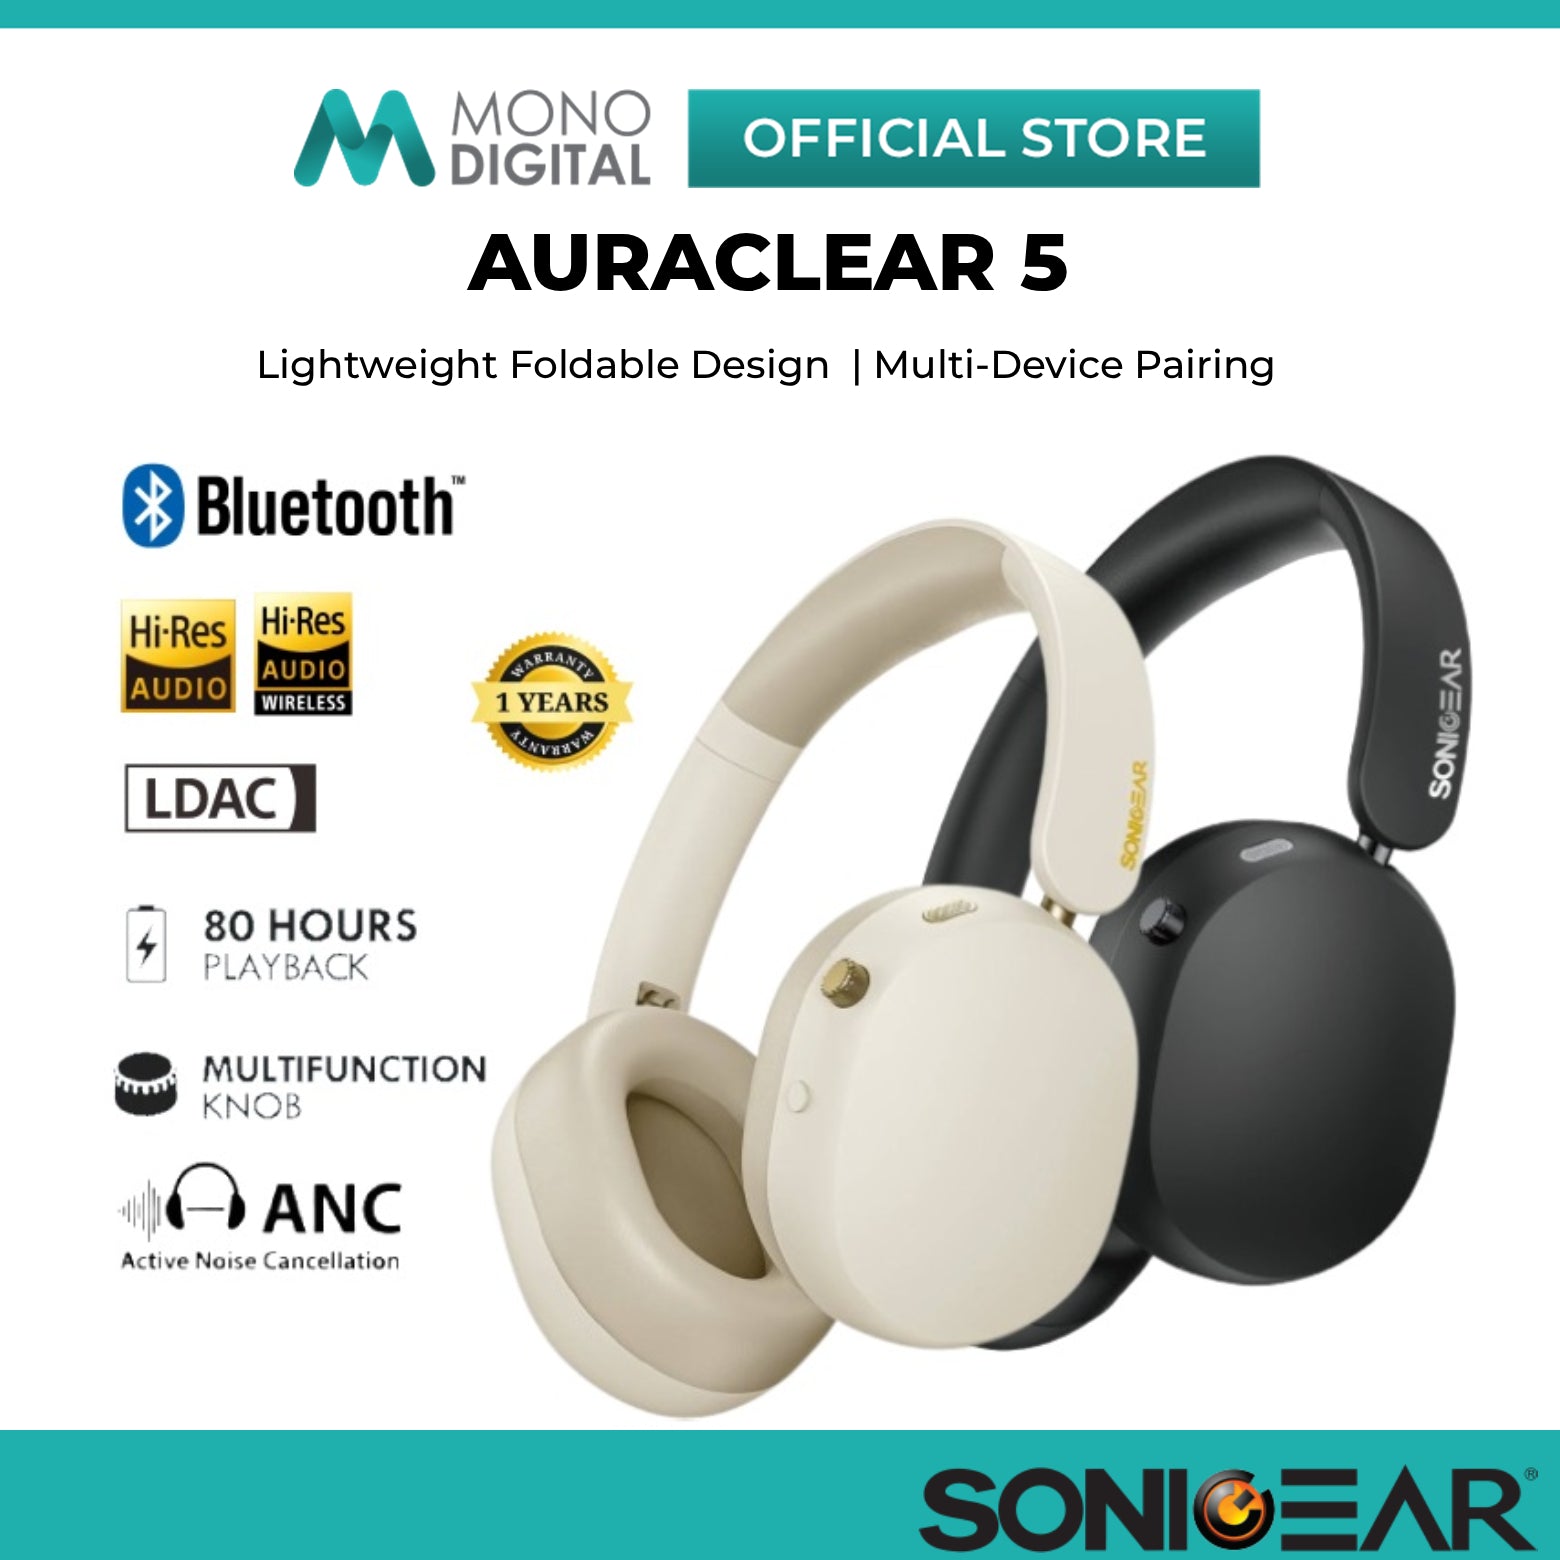 MONO
DIGITAL
OFFICIAL STORE
AURACLEAR 5
Lightweight Foldable Design | Multi-Device Pairing
Bluetooth™
Hi-Res
AUDIO
Hi-Res
AUDIO
WIRELESS
WARRANTY
1 YEARS
WARRANTY
LDAC
80 HOURS
PLAYBACK
MULTIFUNCTION
KNOB
ANC
Active Noise Cancellation
SONICGEAR
SONICGEAR
SONICGEAR®